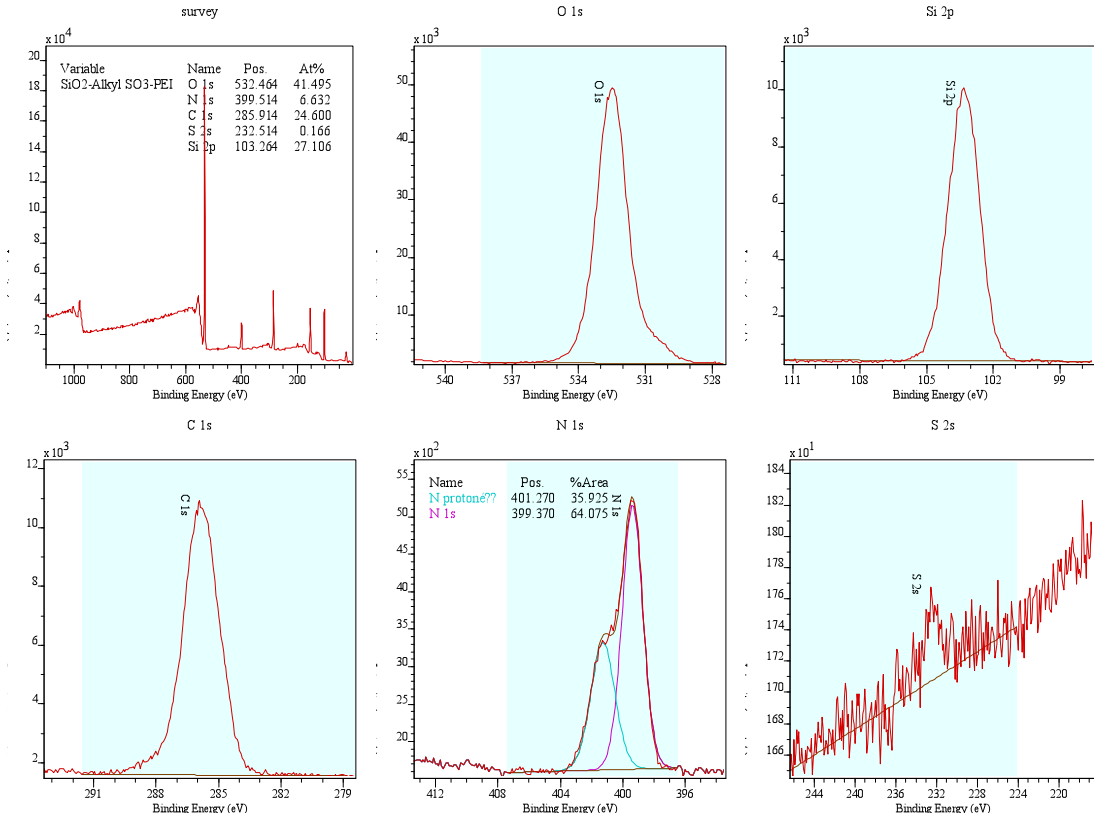 survey
x 10^4
20
18
16
14
12
10
8
6
4
2
Variable Name Pos. At%
SiO2-Alkyl SO3-PEI O 1s 532.464 41.495
N 1s 399.514 6.632
C 1s 285.914 24.600
S 2s 232.514 0.166
Si 2p 103.264 27.106
1000 800 600 400 200
Binding Energy (eV)
O 1s
x 10^3
50
40
30
20
10
O 1s
540 537 534 531 528
Binding Energy (eV)
Si 2p
x 10^3
10
8
6
4
2
Si 2p
111 108 105 102 99
Binding Energy (eV)
C 1s
x 10^3
12
10
8
6
4
2
C 1s
291 288 285 282 279
Binding Energy (eV)
N 1s
x 10^2
55
50
45
40
35
30
25
20
Name Pos. %Area
N protone?? 401.270 35.925
N 1s 399.370 64.075
N 1s
412 408 404 400 396
Binding Energy (eV)
S 2s
x 10^1
184
182
180
178
176
174
172
170
168
166
S 2s
244 240 236 232 228 224 220
Binding Energy (eV)